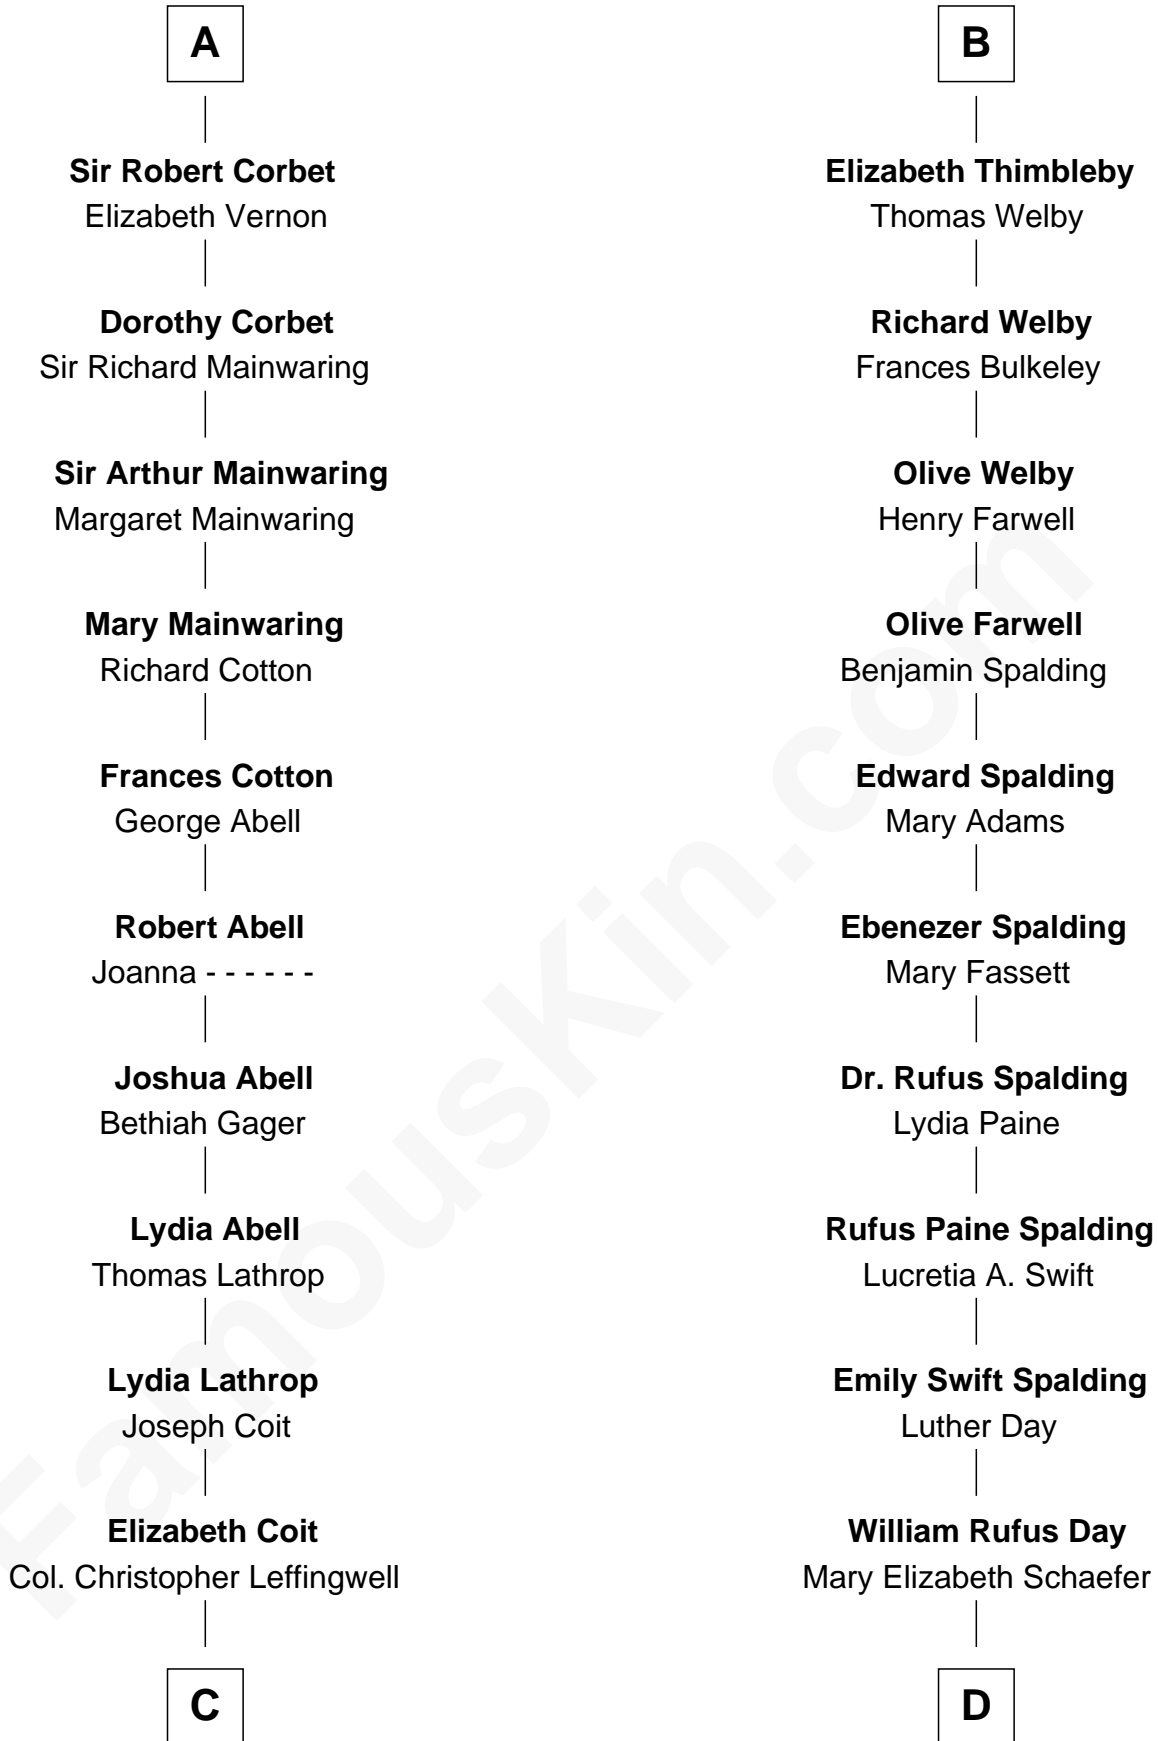 A
Sir Robert Corbet
Elizabeth Vernon
Dorothy Corbet
Sir Richard Mainwaring
Sir Arthur Mainwaring
Margaret Mainwaring
Mary Mainwaring
Richard Cotton
Frances Cotton
George Abell
Robert Abell
Joanna - - - - - -
Joshua Abell
Bethiah Gager
Lydia Abell
Thomas Lathrop
Lydia Lathrop
Joseph Coit
Elizabeth Coit
Col. Christopher Leffingwell
C
B
Elizabeth Thimbleby
Thomas Welby
Richard Welby
Frances Bulkeley
Olive Welby
Henry Farwell
Olive Farwell
Benjamin Spalding
Edward Spalding
Mary Adams
Ebenezer Spalding
Mary Fassett
Dr. Rufus Spalding
Lydia Paine
Rufus Paine Spalding
Lucretia A. Swift
Emily Swift Spalding
Luther Day
William Rufus Day
Mary Elizabeth Schaefer
D
FamousKin.com